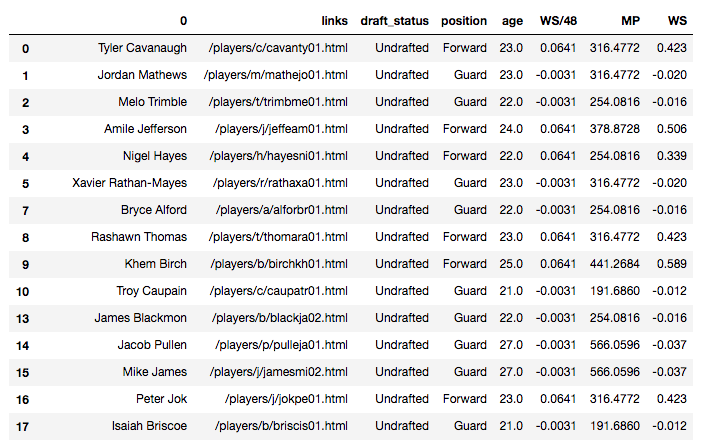 0 links draft_status position age WS/48 MP WS
0 Tyler Cavanaugh /players/c/cavanty01.html Undrafted Forward 23.0 0.0641 316.4772 0.423
1 Jordan Mathews /players/m/mathejo01.html Undrafted Guard 23.0 -0.0031 316.4772 -0.020
2 Melo Trimble /players/t/trimbme01.html Undrafted Guard 22.0 -0.0031 254.0816 -0.016
3 Amile Jefferson /players/j/jeffeam01.html Undrafted Forward 24.0 0.0641 378.8728 0.506
4 Nigel Hayes /players/h/hayesni01.html Undrafted Forward 22.0 0.0641 254.0816 0.339
5 Xavier Rathan-Mayes /players/r/rathaxa01.html Undrafted Guard 23.0 -0.0031 316.4772 -0.020
7 Bryce Alford /players/a/alforbr01.html Undrafted Guard 22.0 -0.0031 254.0816 -0.016
8 Rashawn Thomas /players/t/thomara01.html Undrafted Forward 23.0 0.0641 316.4772 0.423
9 Khem Birch /players/b/birchkh01.html Undrafted Forward 25.0 0.0641 441.2684 0.589
10 Troy Caupain /players/c/caupatr01.html Undrafted Guard 21.0 -0.0031 191.6860 -0.012
13 James Blackmon /players/b/blackja02.html Undrafted Guard 22.0 -0.0031 254.0816 -0.016
14 Jacob Pullen /players/p/pulleja01.html Undrafted Guard 27.0 -0.0031 566.0596 -0.037
15 Mike James /players/j/jamesmi02.html Undrafted Guard 27.0 -0.0031 566.0596 -0.037
16 Peter Jok /players/j/jokpe01.html Undrafted Forward 23.0 0.0641 316.4772 0.423
17 Isaiah Briscoe /players/b/briscis01.html Undrafted Guard 21.0 -0.0031 191.6860 -0.012